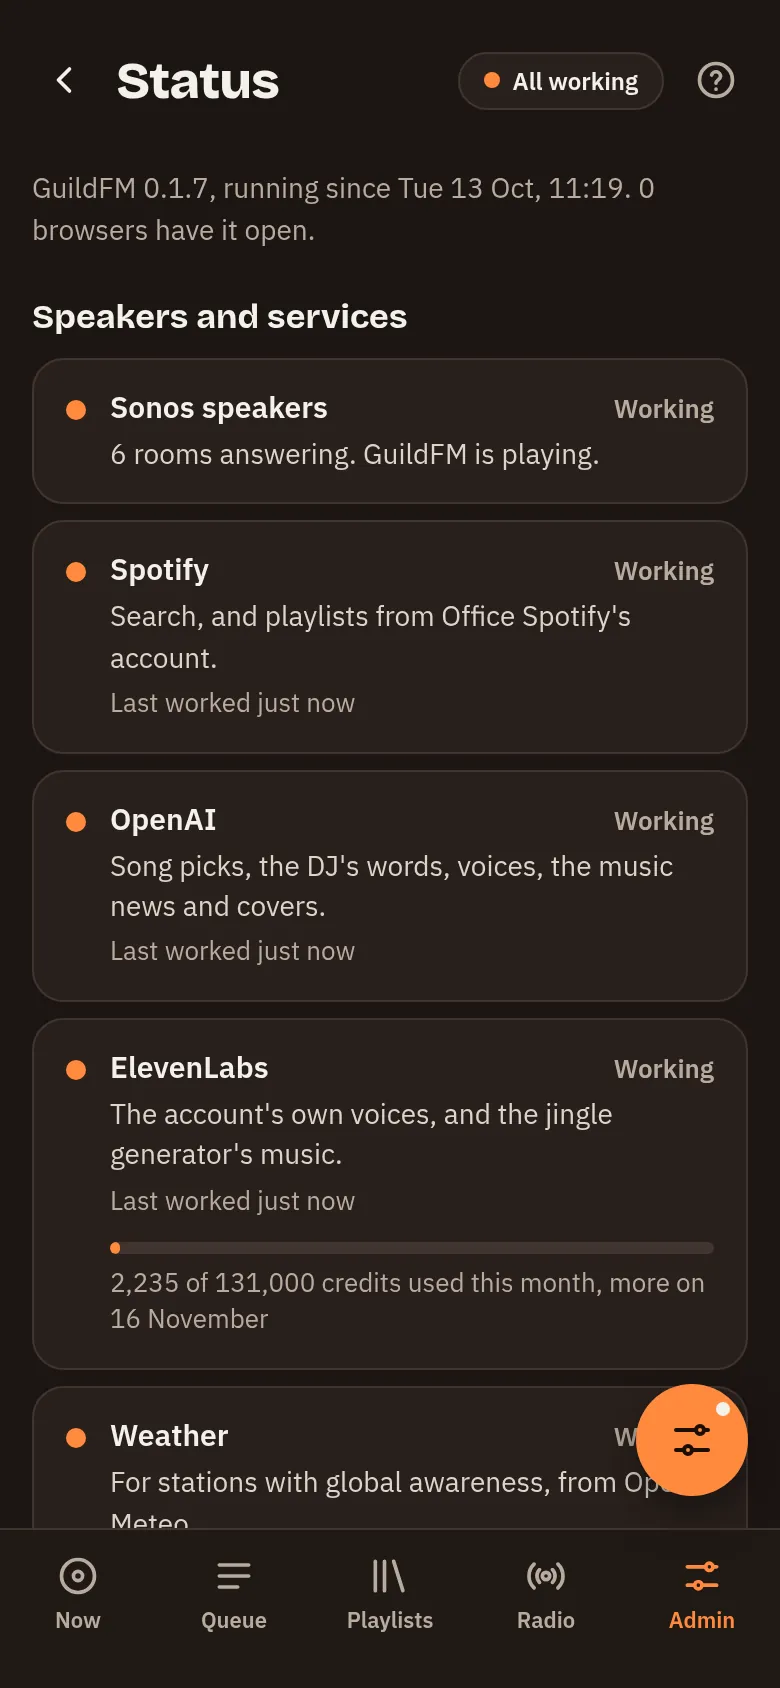 Status
All working
GuildFM 0.1.7, running since Tue 13 Oct, 11:19. 0
browsers have it open.
Speakers and services
Sonos speakers
Working
6 rooms answering. GuildFM is playing.
Spotify
Working
Search, and playlists from Office Spotify's
account.
Last worked just now
OpenAI
Working
Song picks, the DJ's words, voices, the music
news and covers.
Last worked just now
ElevenLabs
Working
The account's own voices, and the jingle
generator's music.
Last worked just now
2,235 of 131,000 credits used this month, more on
16 November
Weather
For stations with global awareness, from
Meteo
Now
Queue
Playlists
Radio
Admin